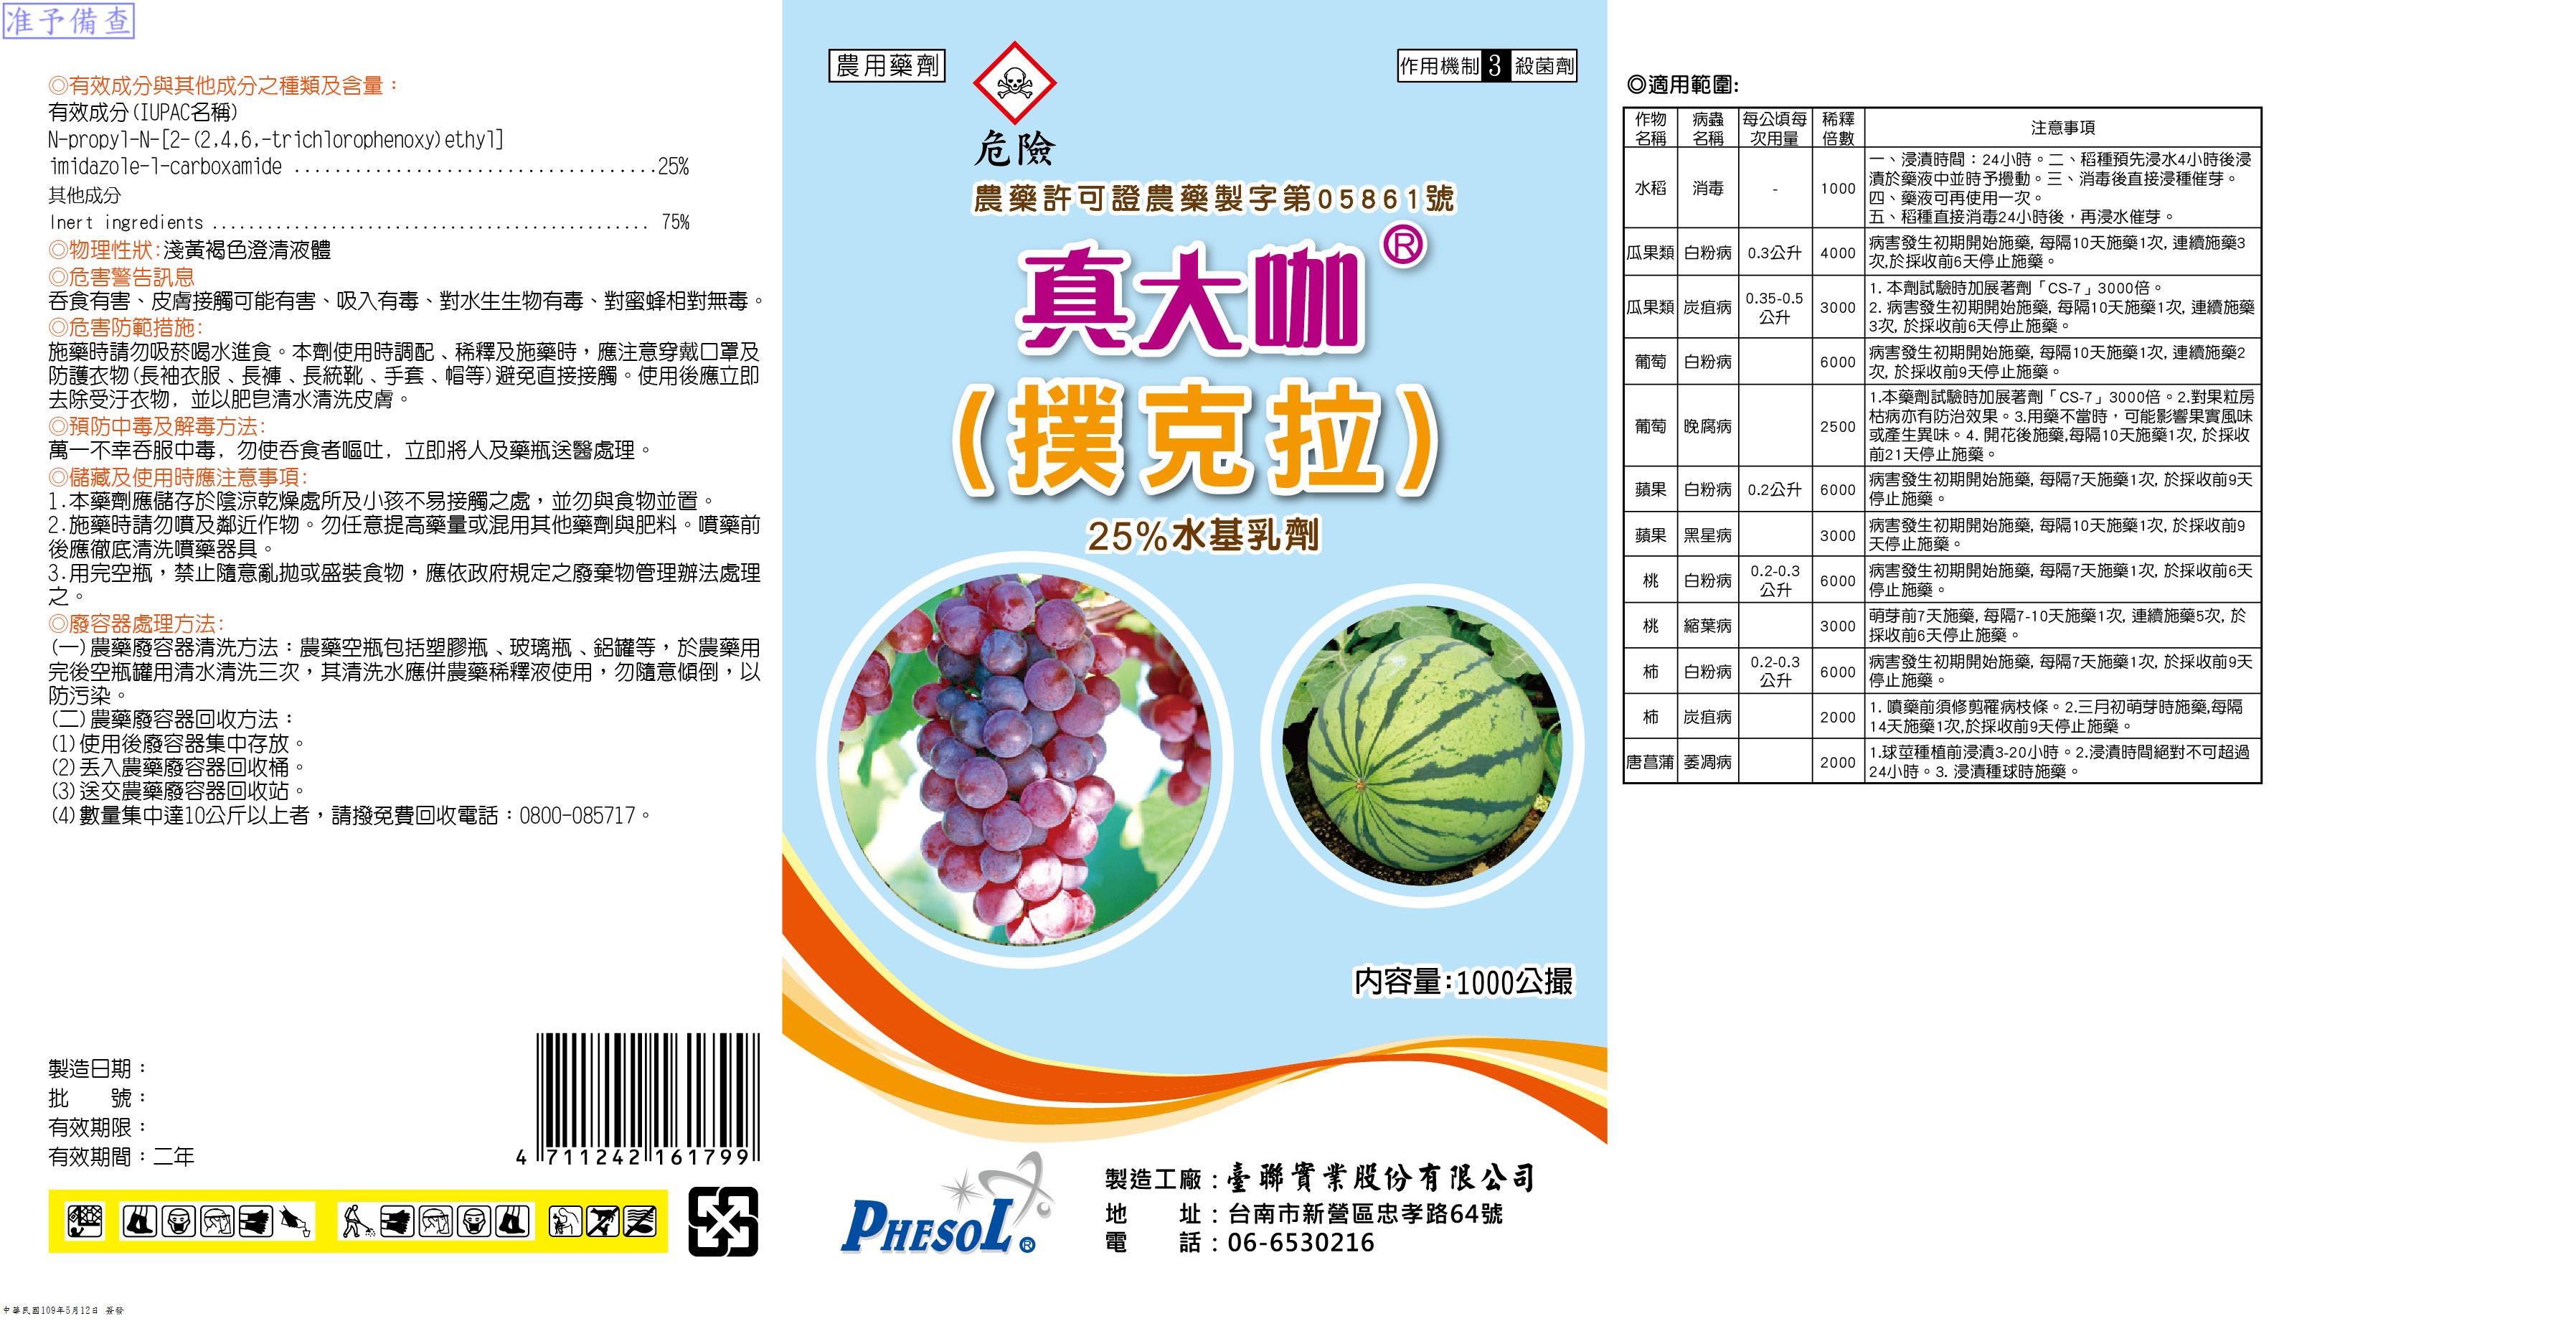 准予備查
◎有效成分與其他成分之種類及含量：
有效成分(IUPAC名稱)
N-propyl-N-[2-(2,4,6,-trichlorophenoxy)ethyl]
imidazole-l-carboxamide ....................................25%
其他成分
Inert ingredients ................................................ 75%
◎物理性狀:淺黃褐色澄清液體
◎危害警告訊息
吞食有害、皮膚接觸可能有害、吸入有毒、對水生生物有毒、對蜜蜂相對無毒。
◎危害防範措施:
施藥時請勿吸菸喝水進食。本劑使用時調配、稀釋及施藥時，應注意穿戴口罩及
防護衣物(長袖衣服、長褲、長統靴、手套、帽等)避免直接接觸。使用後應立即
去除受汙衣物，並以肥皂清水清洗皮膚。
◎預防中毒及解毒方法:
萬一不幸吞服中毒，勿使吞食者嘔吐，立即將人及藥瓶送醫處理。
◎儲藏及使用時應注意事項:
1.本藥劑應儲存於陰涼乾燥處所及小孩不易接觸之處，並勿與食物並置。
2.施藥時請勿噴及鄰近作物。勿任意提高藥量或混用其他藥劑與肥料。噴藥前
後應徹底清洗噴藥器具。
3.用完空瓶，禁止隨意亂拋或盛裝食物，應依政府規定之廢棄物管理辦法處理
之。
◎廢容器處理方法:
(一)農藥廢容器清洗方法：農藥空瓶包括塑膠瓶、玻璃瓶、鋁罐等，於農藥用
完後空瓶罐用清水清洗三次，其清洗水應併農藥稀釋液使用，勿隨意傾倒，以
防污染。
(二)農藥廢容器回收方法：
(1)使用後廢容器集中存放。
(2)丟入農藥廢容器回收桶。
(3)送交農藥廢容器回收站。
(4)數量集中達10公斤以上者，請撥免費回收電話：0800-085717。
製造日期：
批　　號：
有效期限：
有效期間：二年
4 711242 161799
中華民國109年5月12日 簽發
農用藥劑
作用機制 3 殺菌劑
危險
農藥許可證農藥製字第05861號
真大咖®
(撲克拉)
25%水基乳劑
內容量:1000公撮
PHESOL®
製造工廠：臺聯實業股份有限公司
地　　址：台南市新營區忠孝路64號
電　　話：06-6530216
◎適用範圍:
作物名稱 病蟲名稱 每公頃每次用量 稀釋倍數 注意事項
水稻 消毒 - 1000 一、浸漬時間：24小時。二、稻種預先浸水4小時後浸
漬於藥液中並時予攪動。三、消毒後直接浸種催芽。
四、藥液可再使用一次。
五、稻種直接消毒24小時後，再浸水催芽。
瓜果類 白粉病 0.3公升 4000 病害發生初期開始施藥, 每隔10天施藥1次, 連續施藥3
次,於採收前6天停止施藥。
瓜果類 炭疽病 0.35-0.5公升 3000 1. 本劑試驗時加展著劑「CS-7」3000倍。
2. 病害發生初期開始施藥, 每隔10天施藥1次, 連續施藥
3次, 於採收前6天停止施藥。
葡萄 白粉病 6000 病害發生初期開始施藥, 每隔10天施藥1次, 連續施藥2
次, 於採收前9天停止施藥。
葡萄 晚腐病 2500 1.本藥劑試驗時加展著劑「CS-7」3000倍。2.對果粒房
枯病亦有防治效果。3.用藥不當時，可能影響果實風味
或產生異味。4. 開花後施藥,每隔10天施藥1次, 於採收
前21天停止施藥。
蘋果 白粉病 0.2公升 6000 病害發生初期開始施藥, 每隔7天施藥1次, 於採收前9天
停止施藥。
蘋果 黑星病 3000 病害發生初期開始施藥, 每隔10天施藥1次, 於採收前9
天停止施藥。
桃 白粉病 0.2-0.3公升 6000 病害發生初期開始施藥, 每隔7天施藥1次, 於採收前6天
停止施藥。
桃 縮葉病 3000 萌芽前7天施藥, 每隔7-10天施藥1次, 連續施藥5次, 於
採收前6天停止施藥。
柿 白粉病 0.2-0.3公升 6000 病害發生初期開始施藥, 每隔7天施藥1次, 於採收前9天
停止施藥。
柿 炭疽病 2000 1. 噴藥前須修剪罹病枝條。2.三月初萌芽時施藥,每隔
14天施藥1次,於採收前9天停止施藥。
唐菖蒲 萎凋病 2000 1.球莖種植前浸漬3-20小時。2.浸漬時間絕對不可超過
24小時。3. 浸漬種球時施藥。